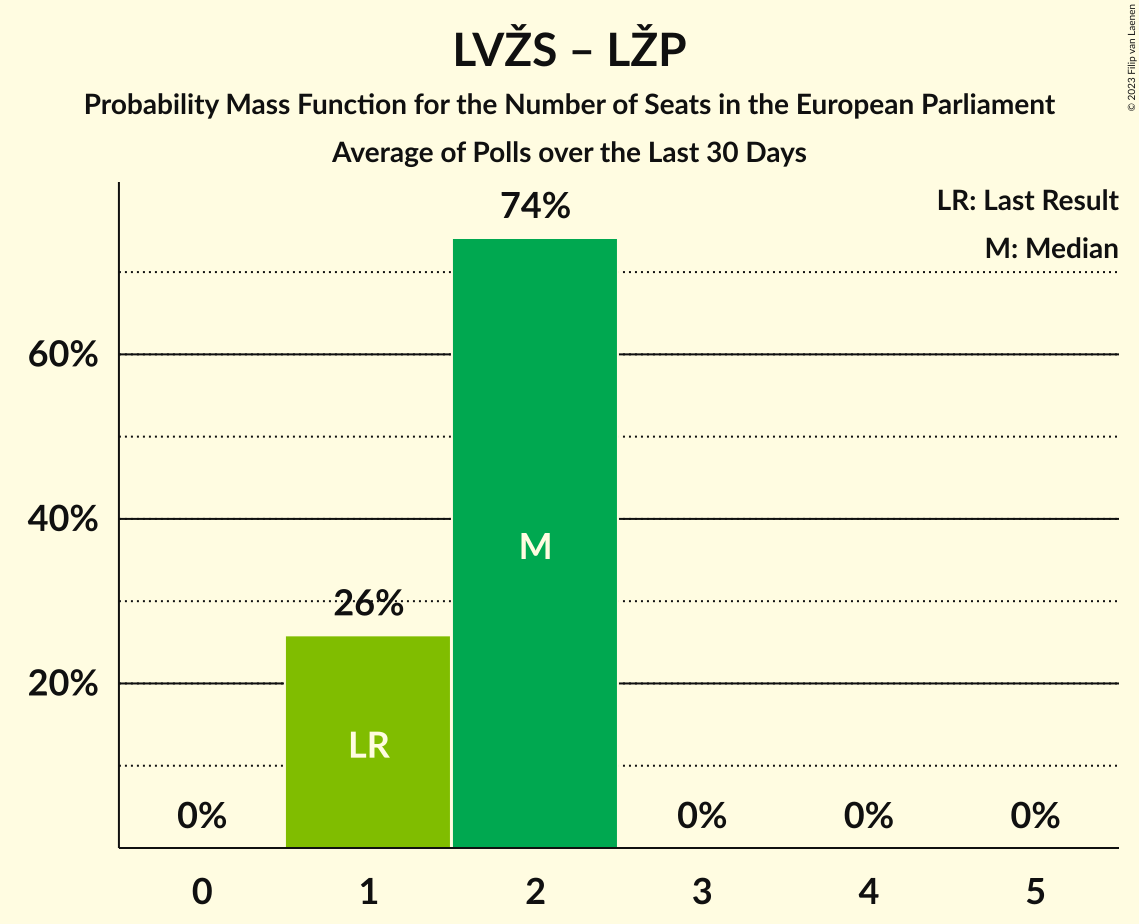 LVŽS – LŽP
Probability Mass Function for the Number of Seats in the European Parliament
Average of Polls over the Last 30 Days
© 2023 Filip van Laenen
LR: Last Result
M: Median
74%
60%
40%
20%
M
26%
LR
0%
0%
0%
0%
0 1 2 3 4 5